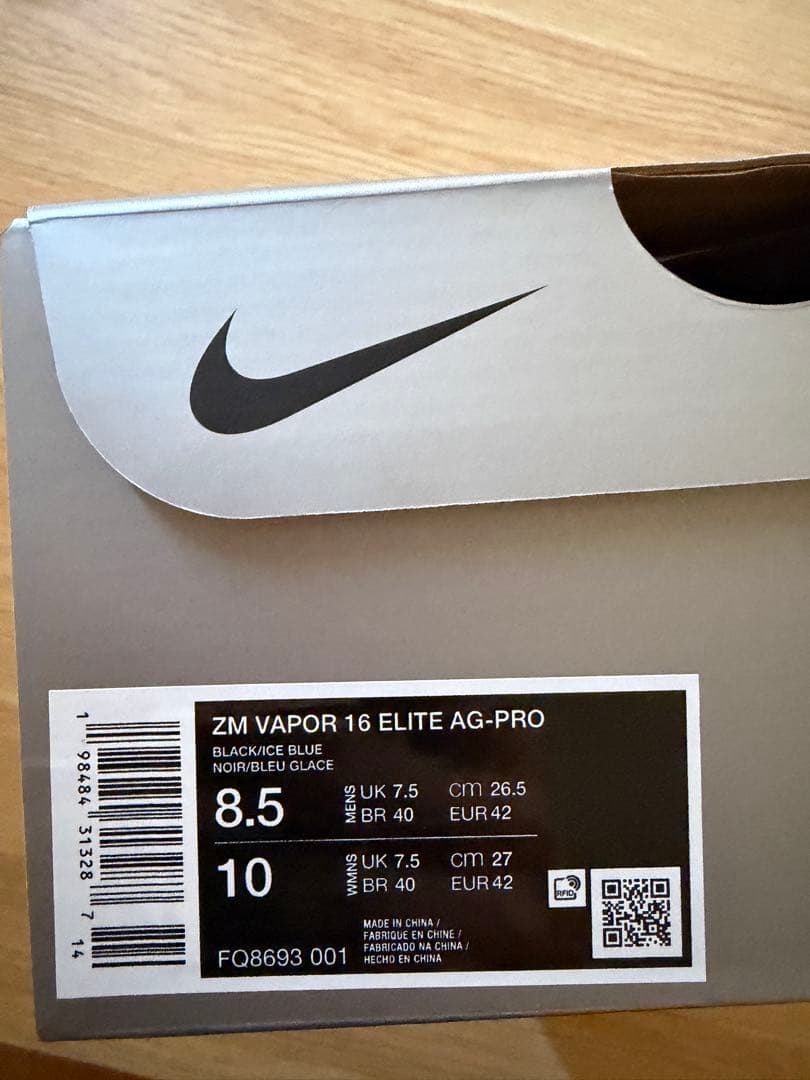 ZM VAPOR 16 ELITE AG-PRO
BLACK/ICE BLUE
NOIR/BLEU GLACE
8.5 MENS UK 7.5 cm 26.5
BR 40 EUR 42
10 WMNS UK 7.5 cm 27
BR 40 EUR 42
RFID
MADE IN CHINA /
FABRIQUE EN CHINE /
FABRICADO NA CHINA /
HECHO EN CHINA
FQ8693 001
1 98484 31328 7 14